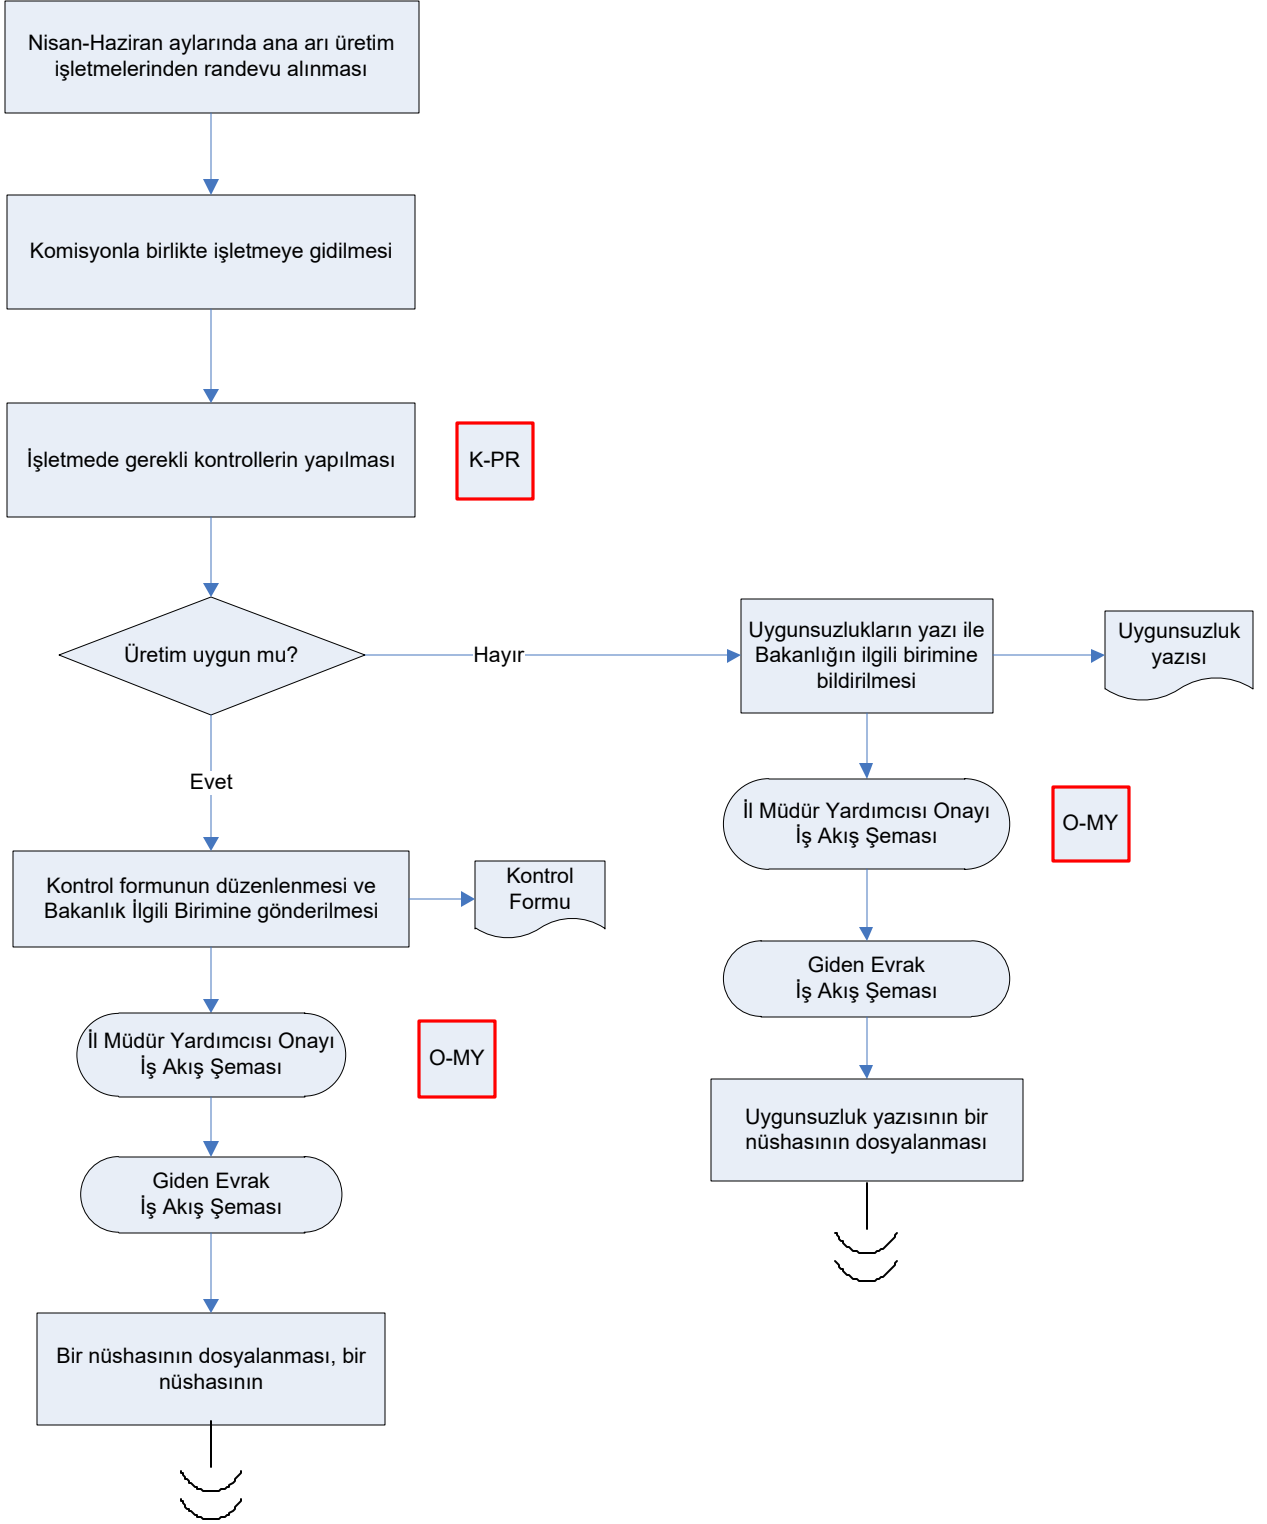 Nisan-Haziran aylarında ana arı üretim
işletmelerinden randevu alınması
Komisyonla birlikte işletmeye gidilmesi
İşletmede gerekli kontrollerin yapılması
K-PR
Üretim uygun mu?
Hayır
Uygunsuzlukların yazı ile
Bakanlığın ilgili birimine
bildirilmesi
Uygunsuzluk
yazısı
Evet
İl Müdür Yardımcısı Onayı
İş Akış Şeması
O-MY
Kontrol formunun düzenlenmesi ve
Bakanlık İlgili Birimine gönderilmesi
Kontrol
Formu
Giden Evrak
İş Akış Şeması
İl Müdür Yardımcısı Onayı
İş Akış Şeması
O-MY
Uygunsuzluk yazısının bir
nüshasının dosyalanması
Giden Evrak
İş Akış Şeması
Bir nüshasının dosyalanması, bir
nüshasının